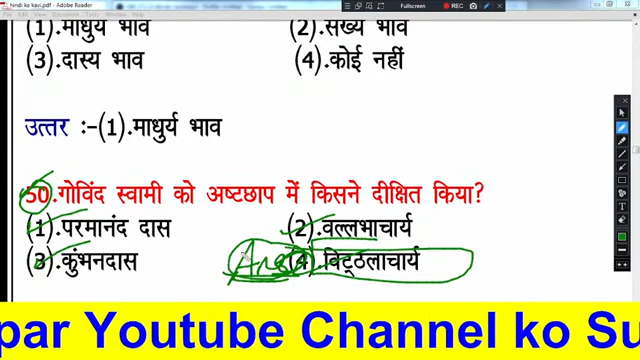 hindi ke kavi.pdf - Adobe Reader
Fullscreen
REC
(1).माधुर्य भाव (2).सख्य भाव
(3).दास्य भाव (4).कोई नहीं
उत्तर :-(1).माधुर्य भाव
50.गोविंद स्वामी को अष्टछाप में किसने दीक्षित किया?
(1).परमानंद दास (2).वल्लभाचार्य
(3).कुंभनदास Ans (4).विट्ठलाचार्य
par Youtube Channel ko Su